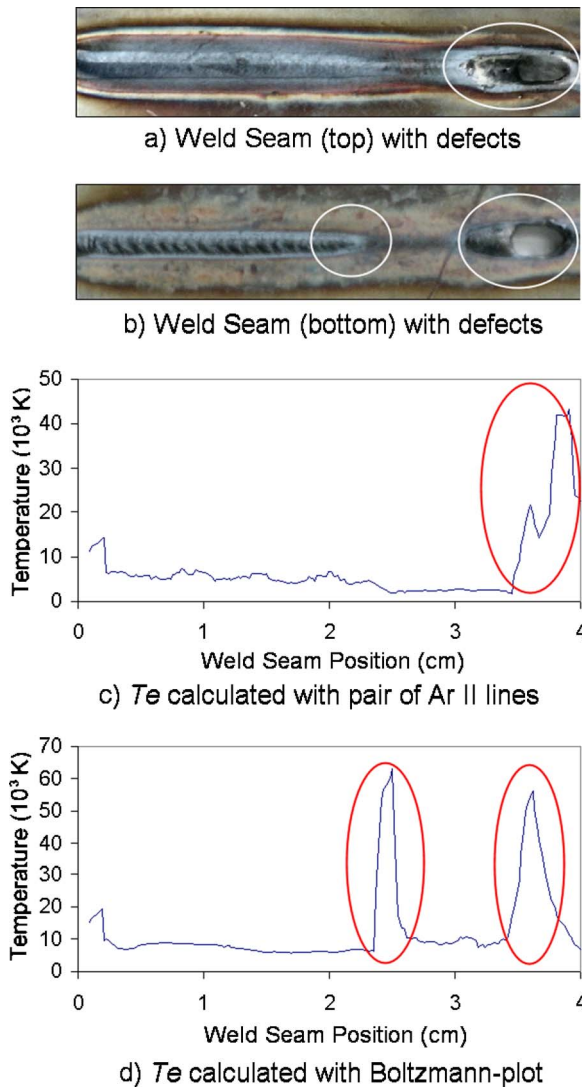 a) Weld Seam (top) with defects
b) Weld Seam (bottom) with defects
50
40
30
20
10
0
Temperature (10³ K)
0 1 2 3 4
Weld Seam Position (cm)
c) Te calculated with pair of Ar II lines
70
60
50
40
30
20
10
0
Temperature (10³ K)
0 1 2 3 4
Weld Seam Position (cm)
d) Te calculated with Boltzmann-plot